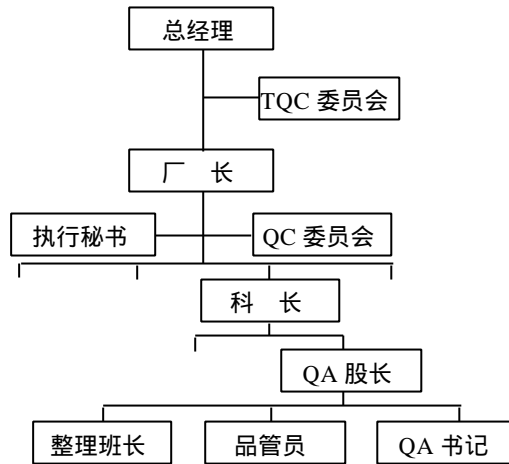 总经理
TQC 委员会
厂 长
执行秘书 QC 委员会
科 长
QA 股长
整理班长 品管员 QA 书记